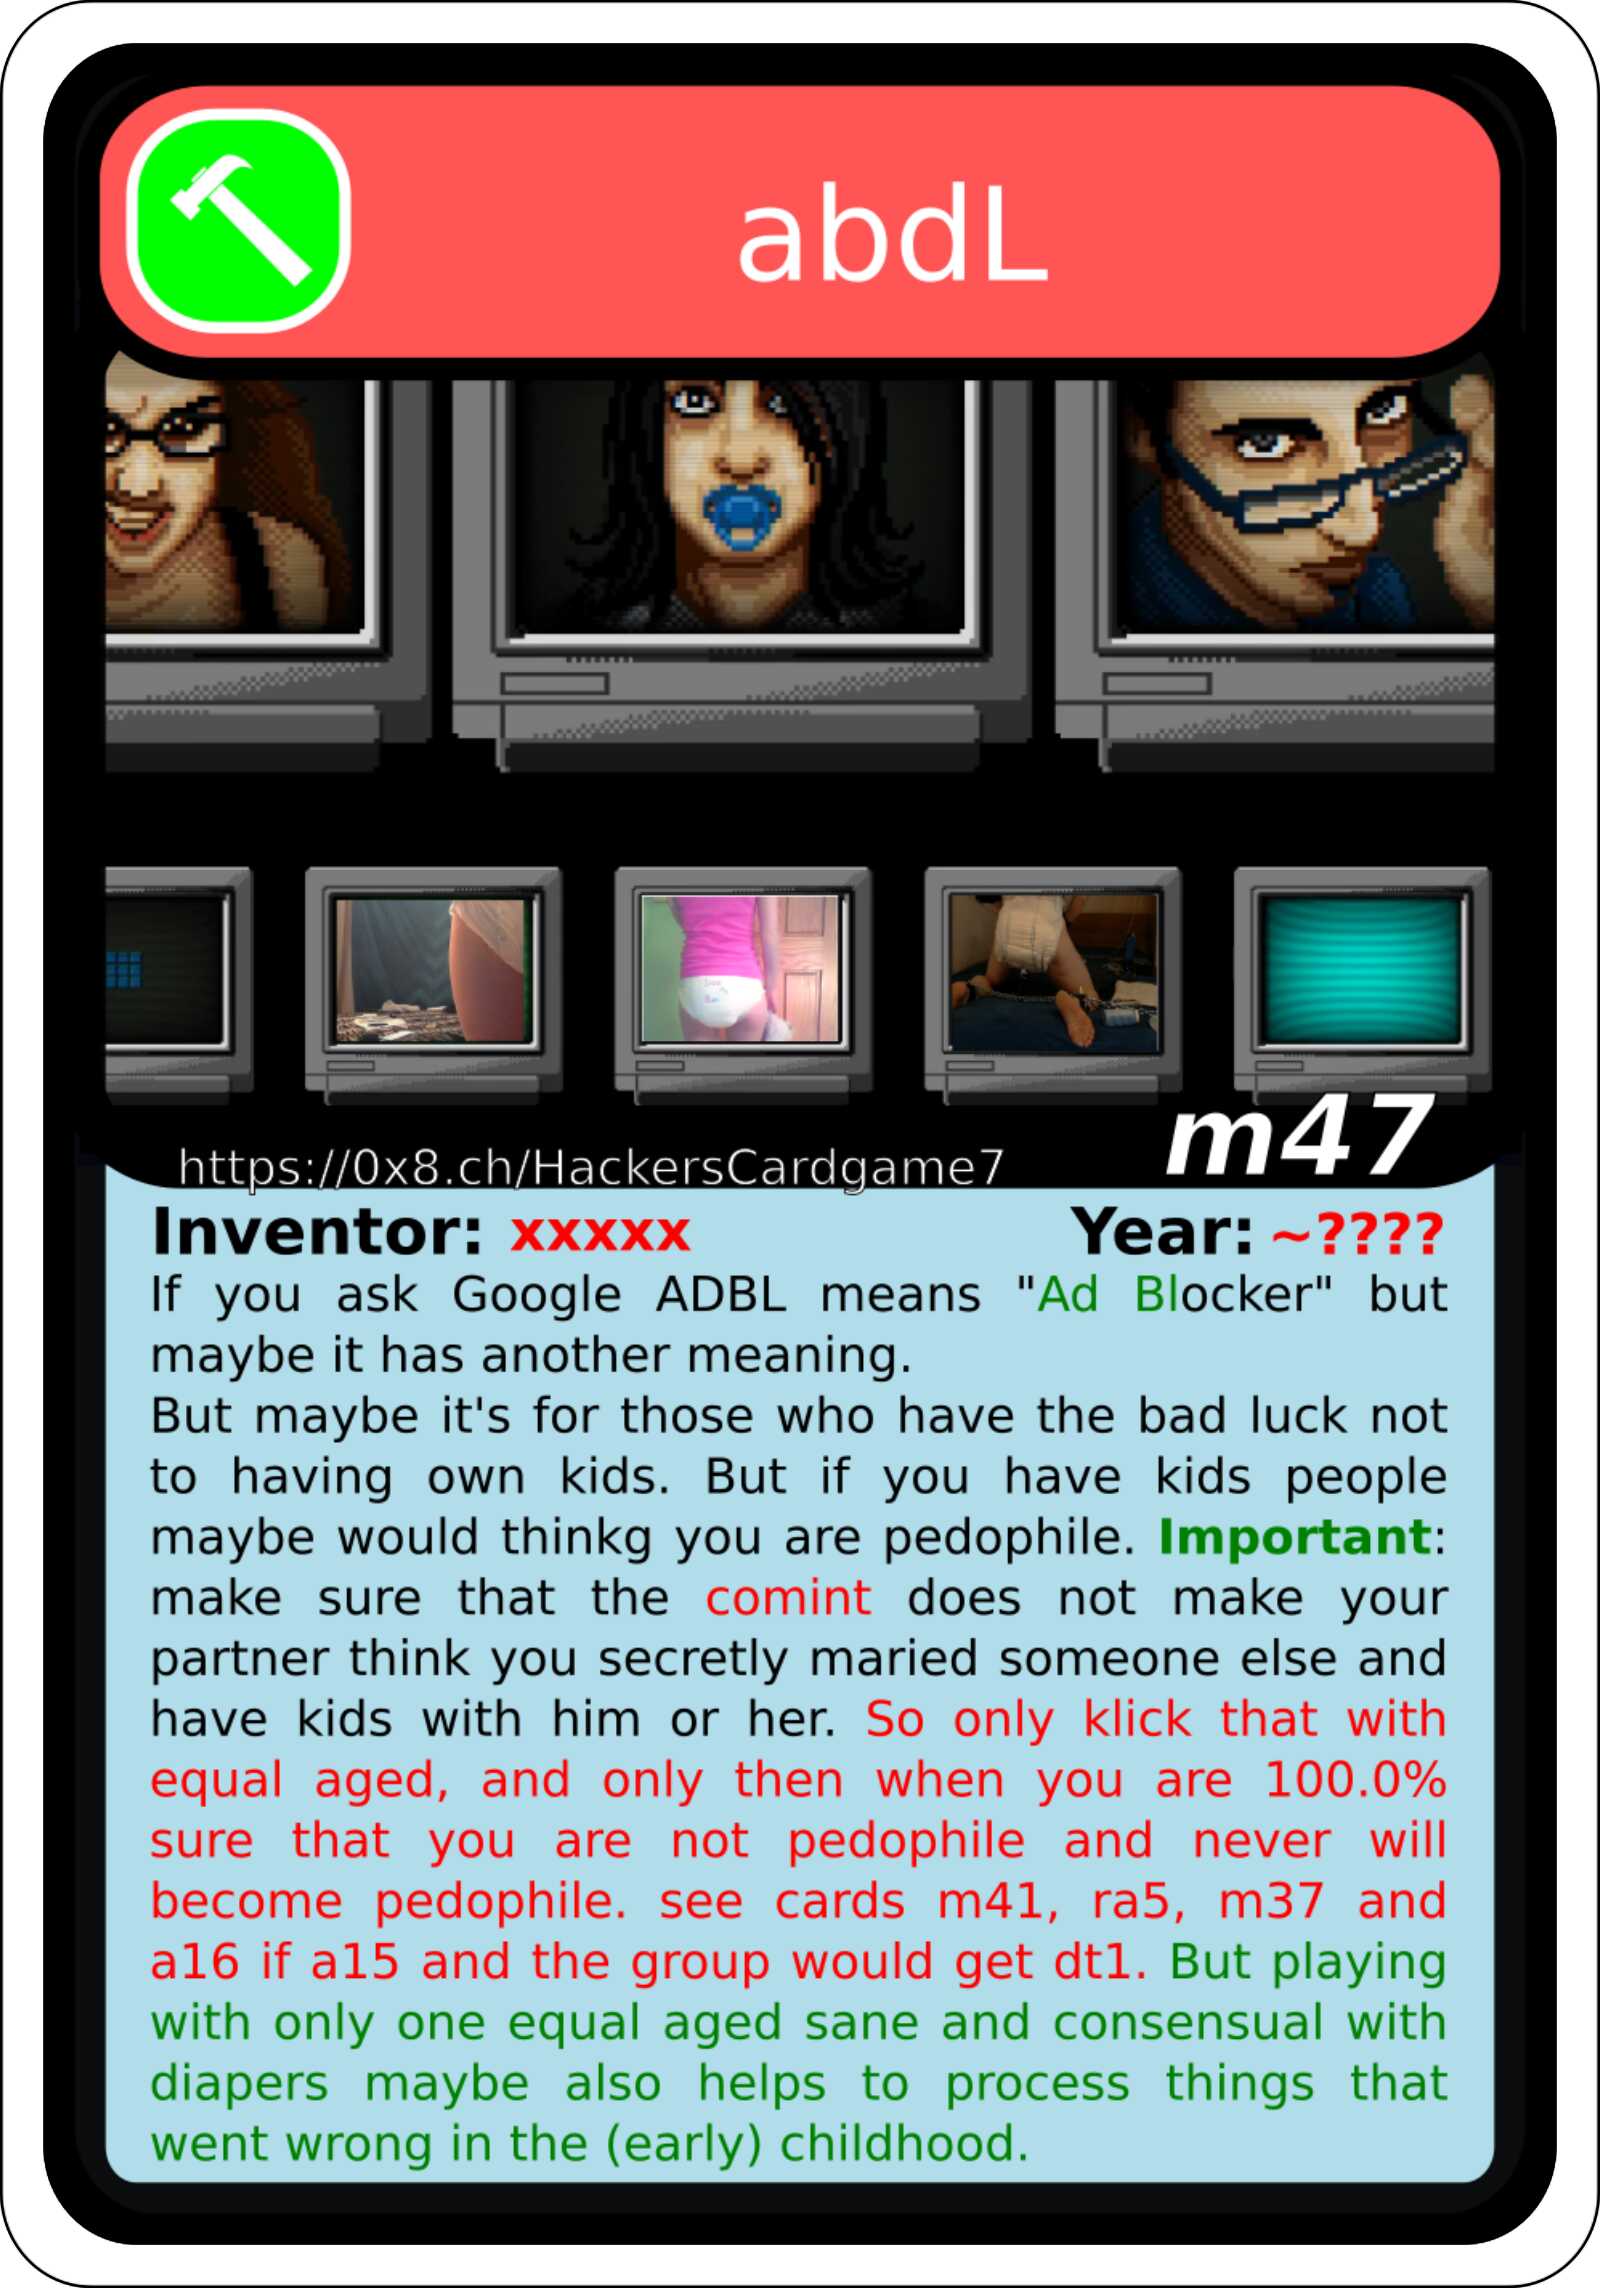 abdL
m47
https://0x8.ch/HackersCardgame7
Inventor: xxxxx Year: ~????
If you ask Google ADBL means "Ad Blocker" but
maybe it has another meaning.
But maybe it's for those who have the bad luck not
to having own kids. But if you have kids people
maybe would thinkg you are pedophile. Important:
make sure that the comint does not make your
partner think you secretly maried someone else and
have kids with him or her. So only klick that with
equal aged, and only then when you are 100.0%
sure that you are not pedophile and never will
become pedophile. see cards m41, ra5, m37 and
a16 if a15 and the group would get dt1. But playing
with only one equal aged sane and consensual with
diapers maybe also helps to process things that
went wrong in the (early) childhood.